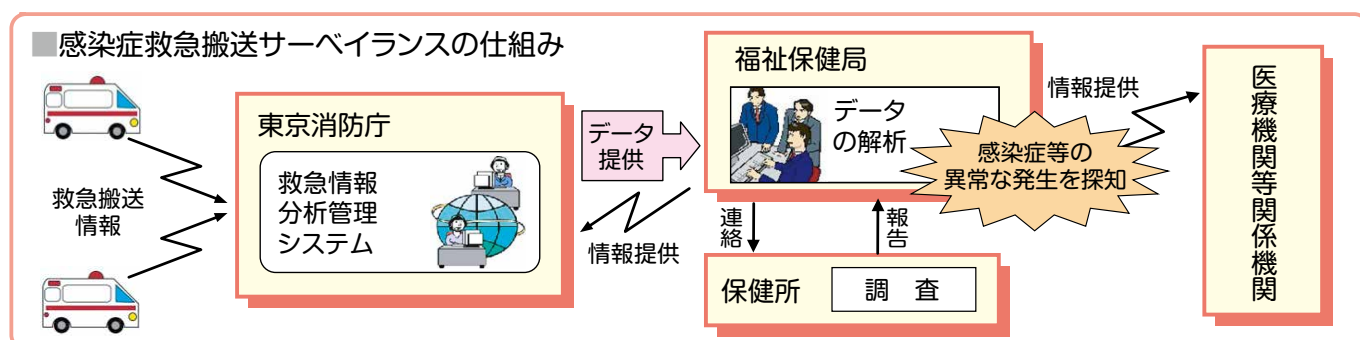 ■感染症救急搬送サーベイランスの仕組み
救急搬送
情報
東京消防庁
救急情報
分析管理
システム
データ
提供
情報提供
福祉保健局
データ
の解析
感染症等の
異常な発生を探知
連絡
報告
保健所
調　査
情報提供
医療機関等関係機関